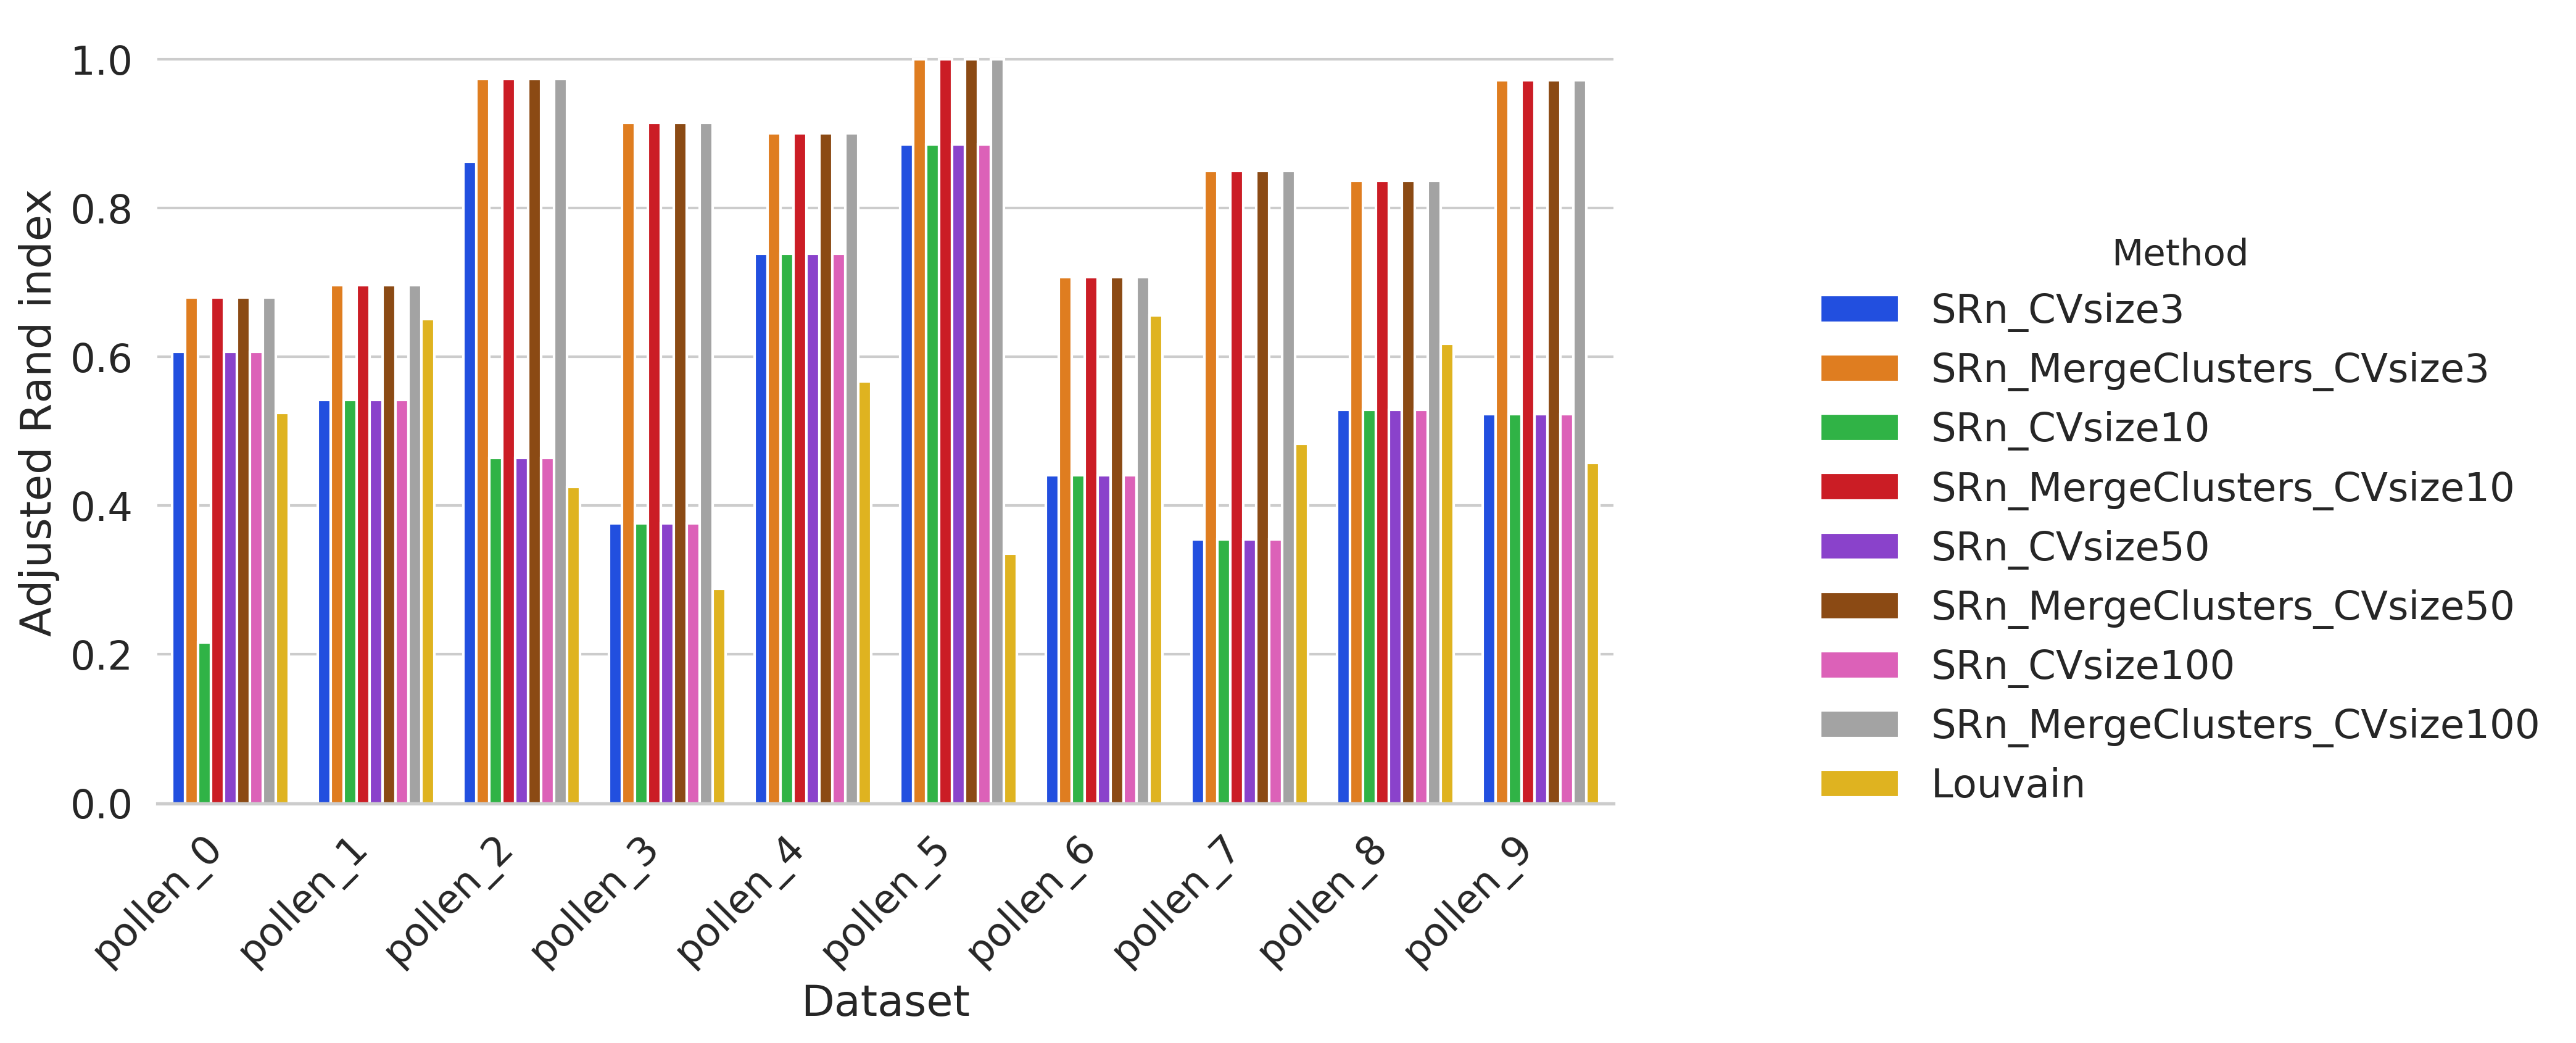 Adjusted Rand index
1.0
0.8
0.6
0.4
0.2
0.0
pollen_0
pollen_1
pollen_2
pollen_3
pollen_4
pollen_5
pollen_6
pollen_7
pollen_8
pollen_9
Dataset
Method
SRn_CVsize3
SRn_MergeClusters_CVsize3
SRn_CVsize10
SRn_MergeClusters_CVsize10
SRn_CVsize50
SRn_MergeClusters_CVsize50
SRn_CVsize100
SRn_MergeClusters_CVsize100
Louvain